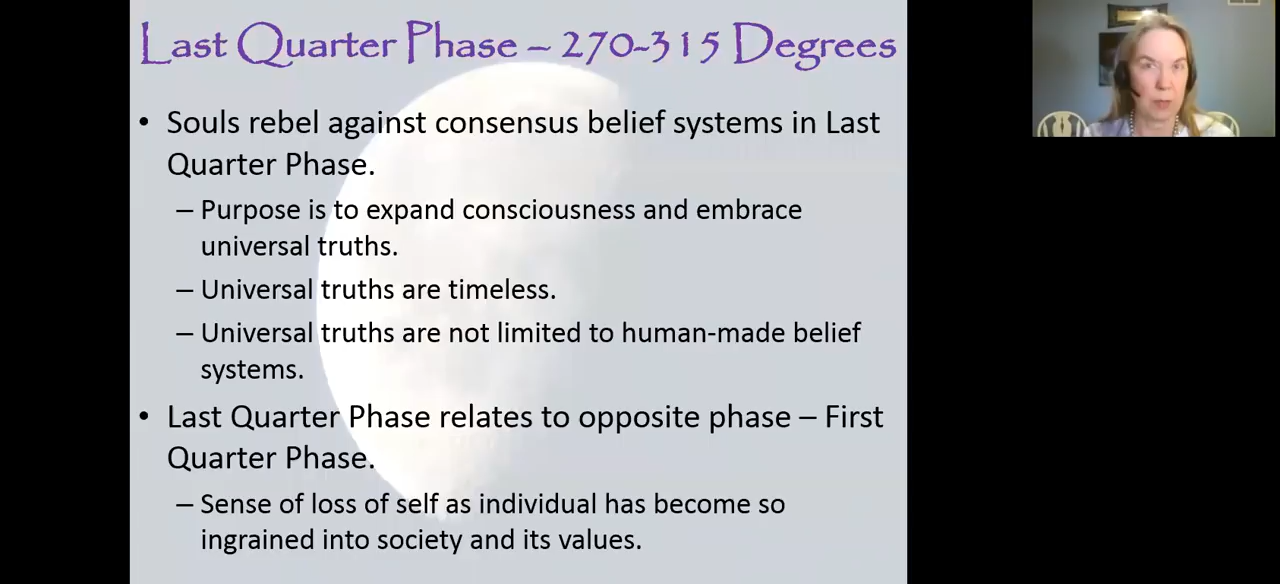 Last Quarter Phase – 270-315 Degrees
• Souls rebel against consensus belief systems in Last
Quarter Phase.
– Purpose is to expand consciousness and embrace
universal truths.
– Universal truths are timeless.
– Universal truths are not limited to human-made belief
systems.
• Last Quarter Phase relates to opposite phase – First
Quarter Phase.
– Sense of loss of self as individual has become so
ingrained into society and its values.